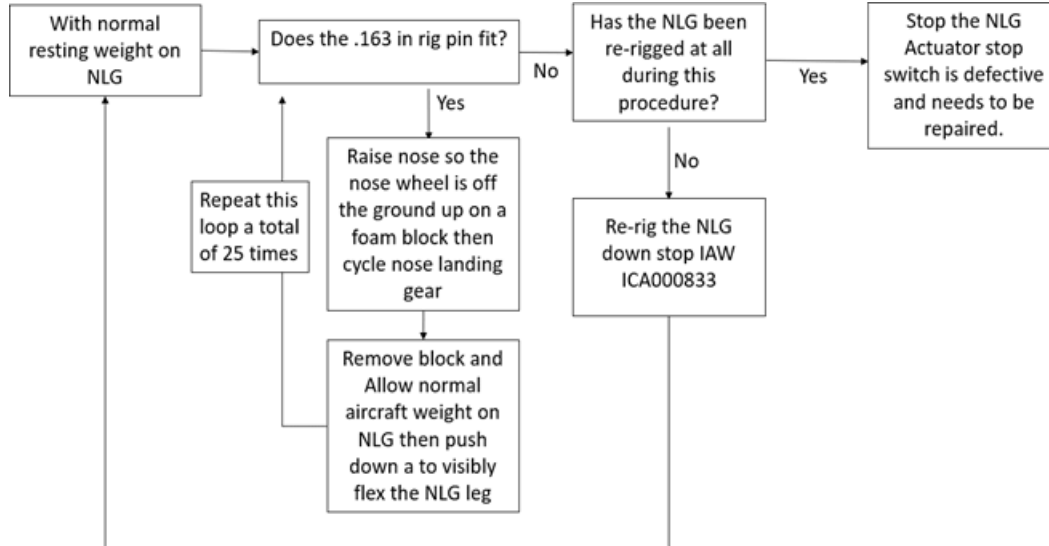 With normal
resting weight on
NLG
Does the .163 in rig pin fit?
No
Has the NLG been
re-rigged at all
during this
procedure?
Yes
Stop the NLG
Actuator stop
switch is defective
and needs to be
repaired.
Yes
Raise nose so the
nose wheel is off
the ground up on a
foam block then
cycle nose landing
gear
Repeat this
loop a total
of 25 times
Remove block and
Allow normal
aircraft weight on
NLG then push
down a to visibly
flex the NLG leg
No
Re-rig the NLG
down stop IAW
ICA000833